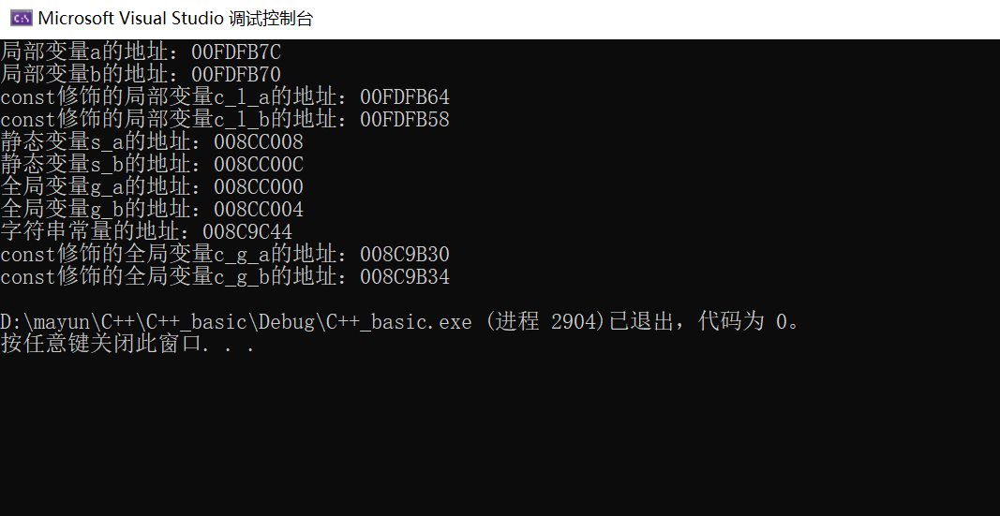 Microsoft Visual Studio 调试控制台
局部变量a的地址：00FDFB7C
局部变量b的地址：00FDFB70
const修饰的局部变量c_l_a的地址：00FDFB64
const修饰的局部变量c_l_b的地址：00FDFB58
静态变量s_a的地址：008CC008
静态变量s_b的地址：008CC00C
全局变量g_a的地址：008CC000
全局变量g_b的地址：008CC004
字符串常量的地址：008C9C44
const修饰的全局变量c_g_a的地址：008C9B30
const修饰的全局变量c_g_b的地址：008C9B34
D:\mayun\C++\C++_basic\Debug\C++_basic.exe (进程 2904)已退出，代码为 0。
按任意键关闭此窗口. . .